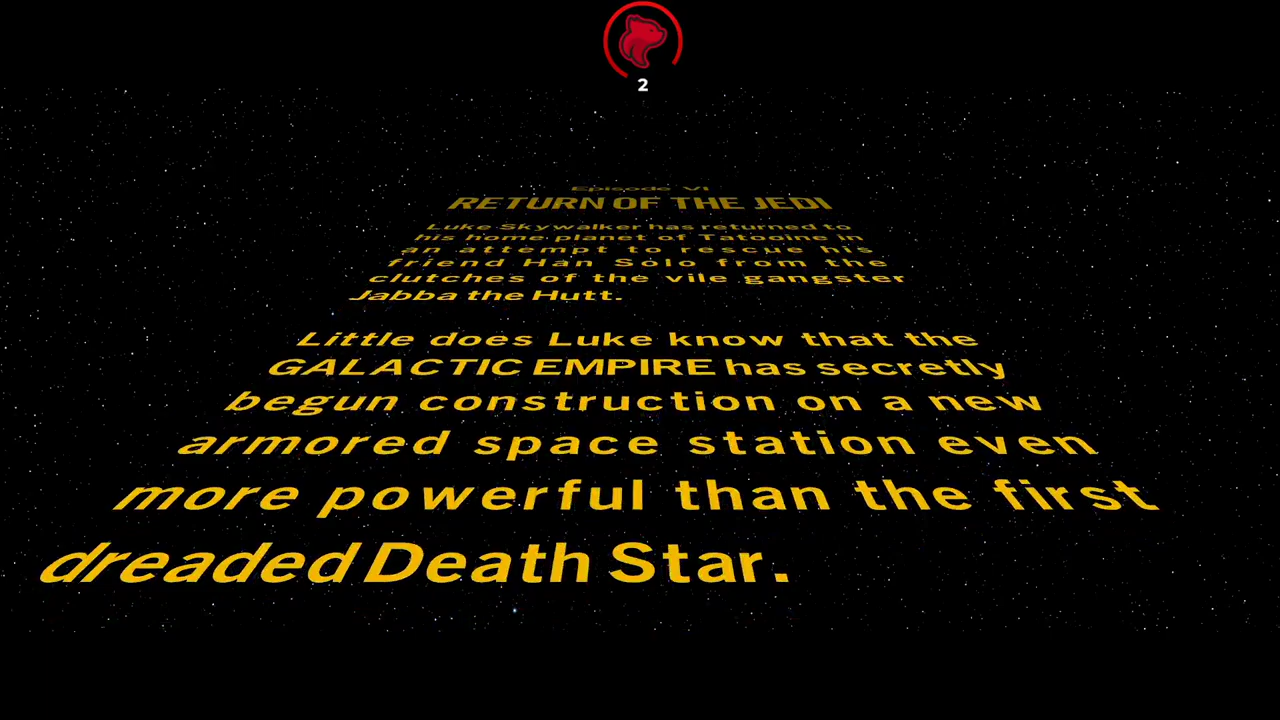 2
Episode VI
RETURN OF THE JEDI
Luke Skywalker has returned to
his home planet of Tatooine in
an attempt to rescue his
friend Han Solo from the
clutches of the vile gangster
Jabba the Hutt.
Little does Luke know that the
GALACTIC EMPIRE has secretly
begun construction on a new
armored space station even
more powerful than the first
dreaded Death Star.